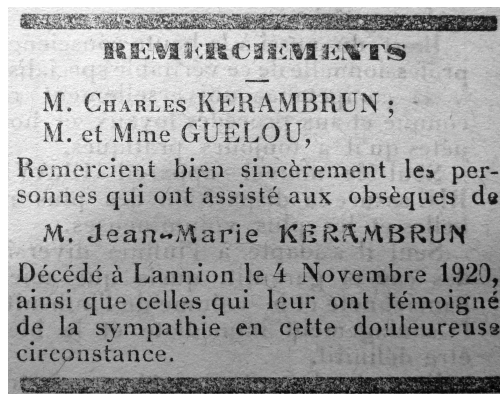 REMERCIEMENTS
M. CHARLES KERAMBRUN ;
M. et Mme GUELOU,
Remercient bien sincèrement les per-
sonnes qui ont assisté aux obsèques de
M. Jean-Marie KERAMBRUN
Décédé à Lannion le 4 Novembre 1920,
ainsi que celles qui leur ont témoigné
de la sympathie en cette douleureuse
circonstance.